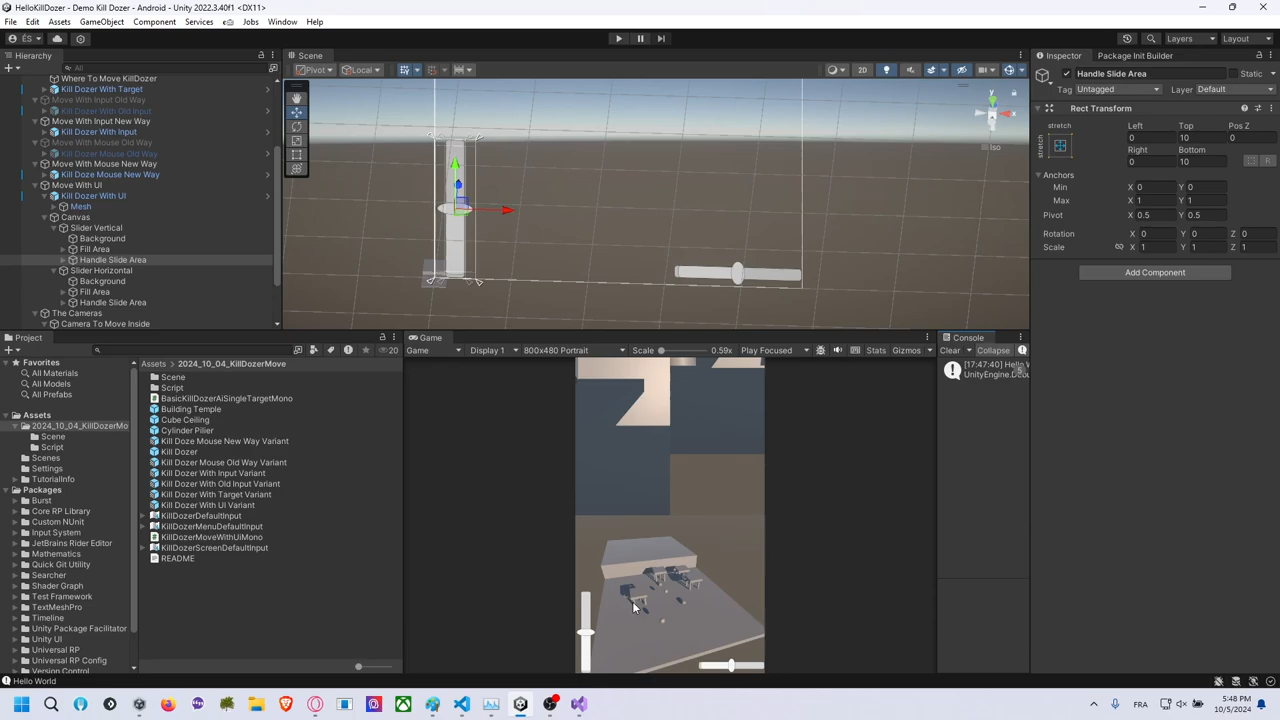 HelloKillDozer - Demo Kill Dozer - Android - Unity 2022.3.40f1 <DX11>
File Edit Assets GameObject Component Services Jobs Window Help
ÉS Layers Layout
Hierarchy
All
Where To Move KillDozer
Kill Dozer With Target
Move With Input Old Way
Kill Dozer With Old Input
Move With Input New Way
Kill Dozer With Input
Move With Mouse Old Way
Kill Dozer Mouse Old Way
Move With Mouse New Way
Kill Doze Mouse New Way
Move With UI
Kill Dozer With UI
Mesh
Canvas
Slider Vertical
Background
Fill Area
Handle Slide Area
Slider Horizontal
Background
Fill Area
Handle Slide Area
The Cameras
Camera To Move Inside
Scene
Pivot Local 2D
y
x
Iso
Inspector Package Init Builder
Handle Slide Area Static
Tag Untagged Layer Default
Rect Transform
stretch Left Top Pos Z
stretch 0 10 0
Right Bottom
0 10 R
Anchors
Min X 0 Y 0
Max X 1 Y 1
Pivot X 0.5 Y 0.5
Rotation X 0 Y 0 Z 0
Scale X 1 Y 1 Z 1
Add Component
Project
20
Favorites
All Materials
All Models
All Prefabs
Assets
2024_10_04_KillDozerMo
Scene
Script
Scenes
Settings
TutorialInfo
Packages
Burst
Core RP Library
Custom NUnit
Input System
JetBrains Rider Editor
Mathematics
Quick Git Utility
Searcher
Shader Graph
Test Framework
TextMeshPro
Timeline
Unity Package Facilitator
Unity UI
Universal RP
Universal RP Config
Version Control
Assets > 2024_10_04_KillDozerMove
Scene
Script
BasicKillDozerAiSingleTargetMono
Building Temple
Cube Ceiling
Cylinder Pilier
Kill Doze Mouse New Way Variant
Kill Dozer
Kill Dozer Mouse Old Way Variant
Kill Dozer With Input Variant
Kill Dozer With Old Input Variant
Kill Dozer With Target Variant
Kill Dozer With UI Variant
KillDozerDefaultInput
KillDozerMenuDefaultInput
KillDozerMoveWithUiMono
KillDozerScreenDefaultInput
README
Game
Game Display 1 800x480 Portrait Scale 0.59x Play Focused Stats Gizmos
Console
Clear Collapse
[17:47:40] Hello W
UnityEngine.Debu
Hello World
FRA 5:48 PM
10/5/2024